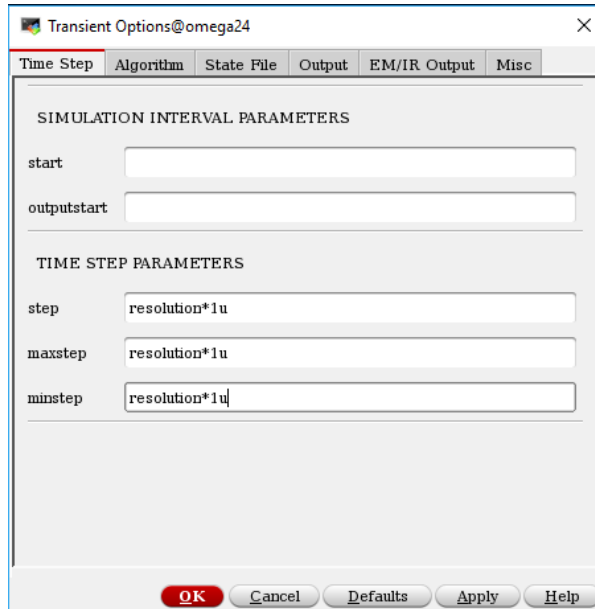 Transient Options@omega24
Time Step Algorithm State File Output EM/IR Output Misc
SIMULATION INTERVAL PARAMETERS
start
outputstart
TIME STEP PARAMETERS
step resolution*1u
maxstep resolution*1u
minstep resolution*1u
OK Cancel Defaults Apply Help